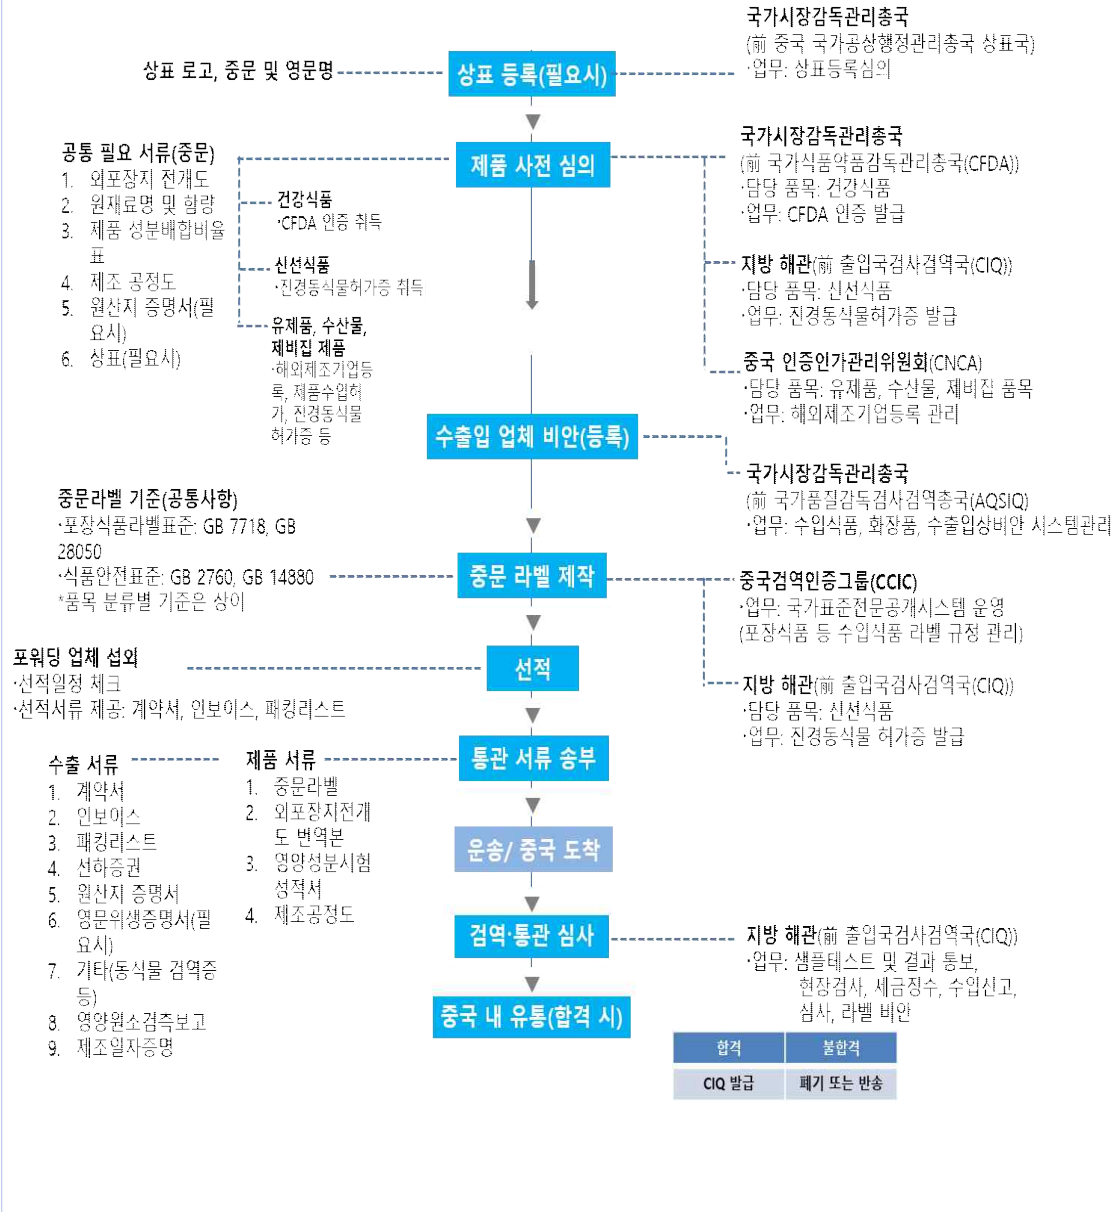 국가시장감독관리총국
(前 중국 국가공상행정관리총국 상표국)
·업무: 상표등록심의
상표 로고, 중문 및 영문명
상표 등록(필요시)
공통 필요 서류(중문)
1. 외포장지 전개도
2. 원재료명 및 함량
3. 제품 성분배합비율
표
4. 제조 공정도
5. 원산지 증명서(필
요시)
6. 상표(필요시)
제품 사전 심의
건강식품
·CFDA 인증 취득
신선식품
·진경동식물허가증 취득
유제품, 수산물,
제비집 제품
·해외제조기업등
록, 제품수입허
가, 진경동식물
허가증 등
국가시장감독관리총국
(前 국가식품약품감독관리총국(CFDA))
·담당 품목: 건강식품
·업무: CFDA 인증 발급
지방 해관(前 출입국검사검역국(CIQ))
·담당 품목: 신선식품
·업무: 진경동식물허가증 발급
중국 인증인가관리위원회(CNCA)
·담당 품목: 유제품, 수산물, 제비집 품목
·업무: 해외제조기업등록 관리
수출입 업체 비안(등록)
국가시장감독관리총국
(前 국가품질감독검사검역총국(AQSIQ)
·업무: 수입식품, 화장품, 수출입상비안 시스템관리
중문라벨 기준(공통사항)
·포장식품라벨표준: GB 7718, GB
28050
·식품안전표준: GB 2760, GB 14880
*품목 분류별 기준은 상이
중문 라벨 제작
중국검역인증그룹(CCIC)
·업무: 국가표준전문공개시스템 운영
(포장식품 등 수입식품 라벨 규정 관리)
지방 해관(前 출입국검사검역국(CIQ))
·담당 품목: 신선식품
·업무: 진경동식물 허가증 발급
포워딩 업체 섭외
·선적일정 체크
·선적서류 제공: 계약서, 인보이스, 패킹리스트
선적
통관 서류 송부
수출 서류
1. 계약서
2. 인보이스
3. 패킹리스트
4. 선하증권
5. 원산지 증명서
6. 영문위생증명서(필
요시)
7. 기타(동식물 검역증
등)
8. 영양원소검측보고
9. 제조일자증명
제품 서류
1. 중문라벨
2. 외포장지전개
도 번역본
3. 영양성분시험
성적서
4. 제조공정도
운송/ 중국 도착
검역·통관 심사
지방 해관(前 출입국검사검역국(CIQ))
·업무: 샘플테스트 및 결과 통보,
현장검사, 세금징수, 수입신고,
심사, 라벨 비안
중국 내 유통(합격 시)
합격 불합격
CIQ 발급 폐기 또는 반송